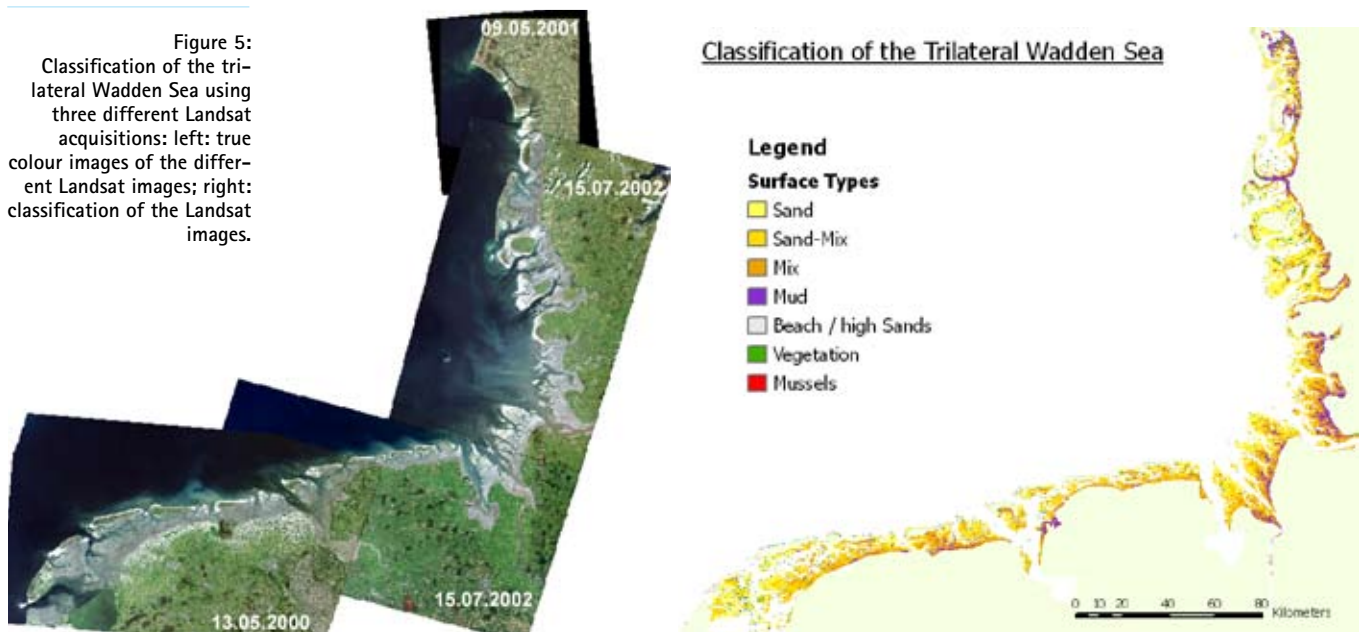 Figure 5:
Classification of the tri-
lateral Wadden Sea using
three different Landsat
acquisitions: left: true
colour images of the differ-
ent Landsat images; right:
classification of the Landsat
images.
09.05.2001
15.07.2002
15.07.2002
13.05.2000
Classification of the Trilateral Wadden Sea
Legend
Surface Types
Sand
Sand-Mix
Mix
Mud
Beach / high Sands
Vegetation
Mussels
0 10 20 40 60 80
Kilometers